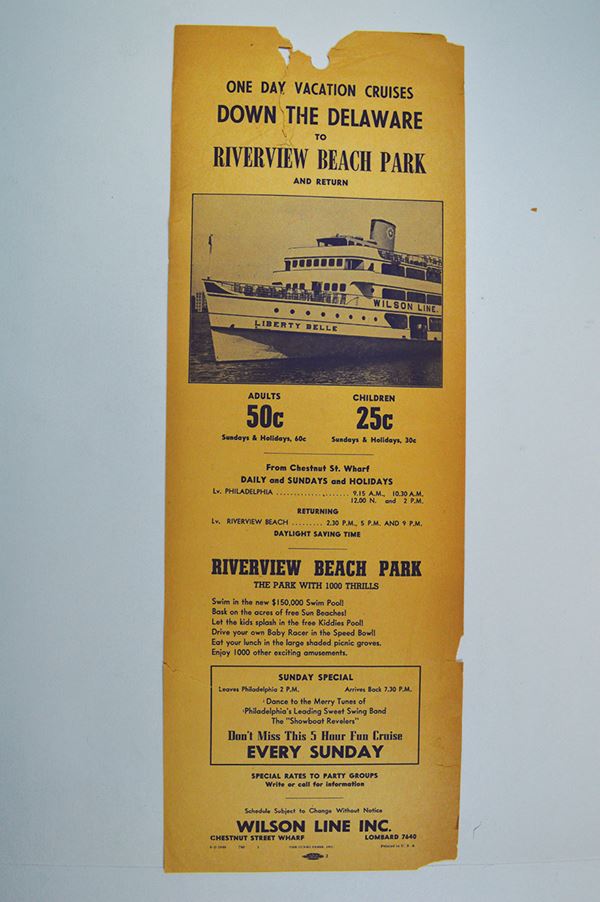 ONE DAY VACATION CRUISES
DOWN THE DELAWARE
TO
RIVERVIEW BEACH PARK
AND RETURN
WILSON LINE.
LIBERTY BELLE
ADULTS
50c
Sundays & Holidays, 60c
CHILDREN
25c
Sundays & Holidays, 30c
From Chestnut St. Wharf
DAILY and SUNDAYS and HOLIDAYS
Lv. PHILADELPHIA .................... 9.15 A.M., 10.30 A.M.
12.00 N. and 2 P.M.
RETURNING
Lv. RIVERVIEW BEACH ......... 2.30 P.M., 5 P.M. AND 9 P.M.
DAYLIGHT SAVING TIME
RIVERVIEW BEACH PARK
THE PARK WITH 1000 THRILLS
Swim in the new $150,000 Swim Pool!
Bask on the acres of free Sun Beaches!
Let the kids splash in the free Kiddies Pool!
Drive your own Baby Racer in the Speed Bowl!
Eat your lunch in the large shaded picnic groves.
Enjoy 1000 other exciting amusements.
SUNDAY SPECIAL
Leaves Philadelphia 2 P.M. Arrives Back 7.30 P.M.
Dance to the Merry Tunes of
Philadelphia's Leading Sweet Swing Band
The "Showboat Revelers"
Don't Miss This 5 Hour Fun Cruise
EVERY SUNDAY
SPECIAL RATES TO PARTY GROUPS
Write or call for information
Schedule Subject to Change Without Notice
WILSON LINE INC.
CHESTNUT STREET WHARF LOMBARD 7640
Printed in U. S. A.